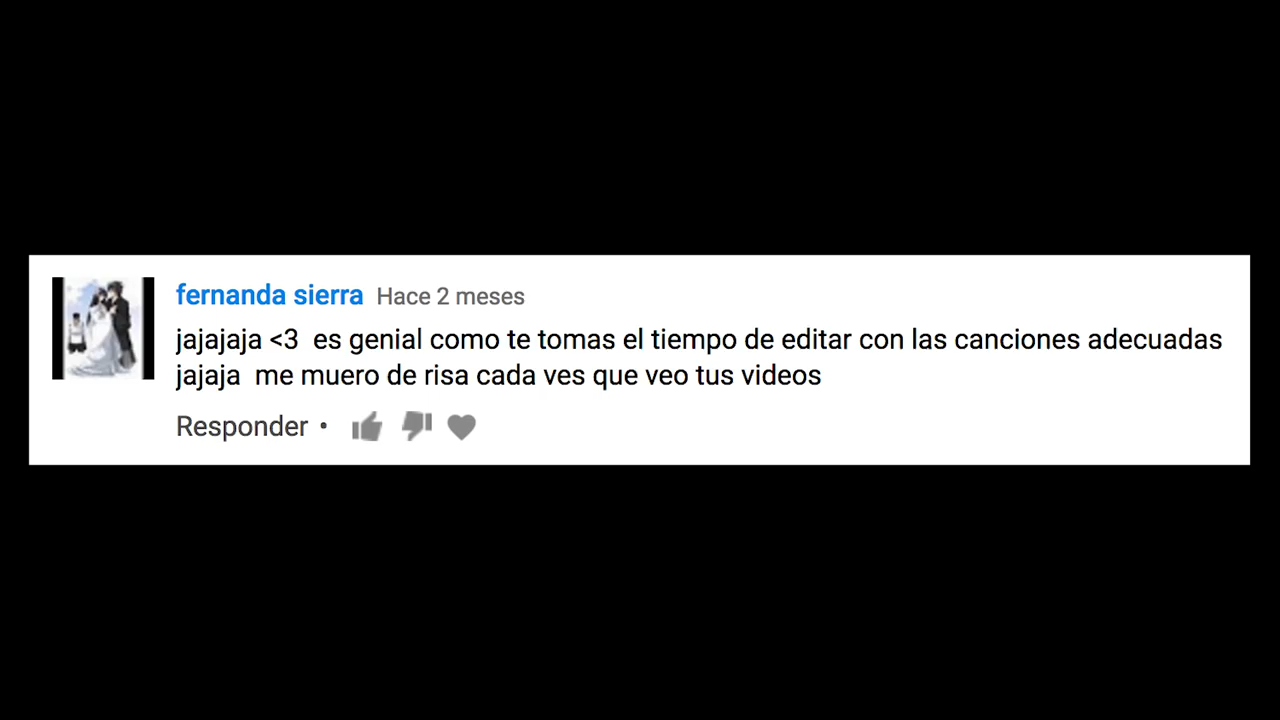 fernanda sierra Hace 2 meses
jajajaja <3  es genial como te tomas el tiempo de editar con las canciones adecuadas
jajaja  me muero de risa cada ves que veo tus videos
Responder •